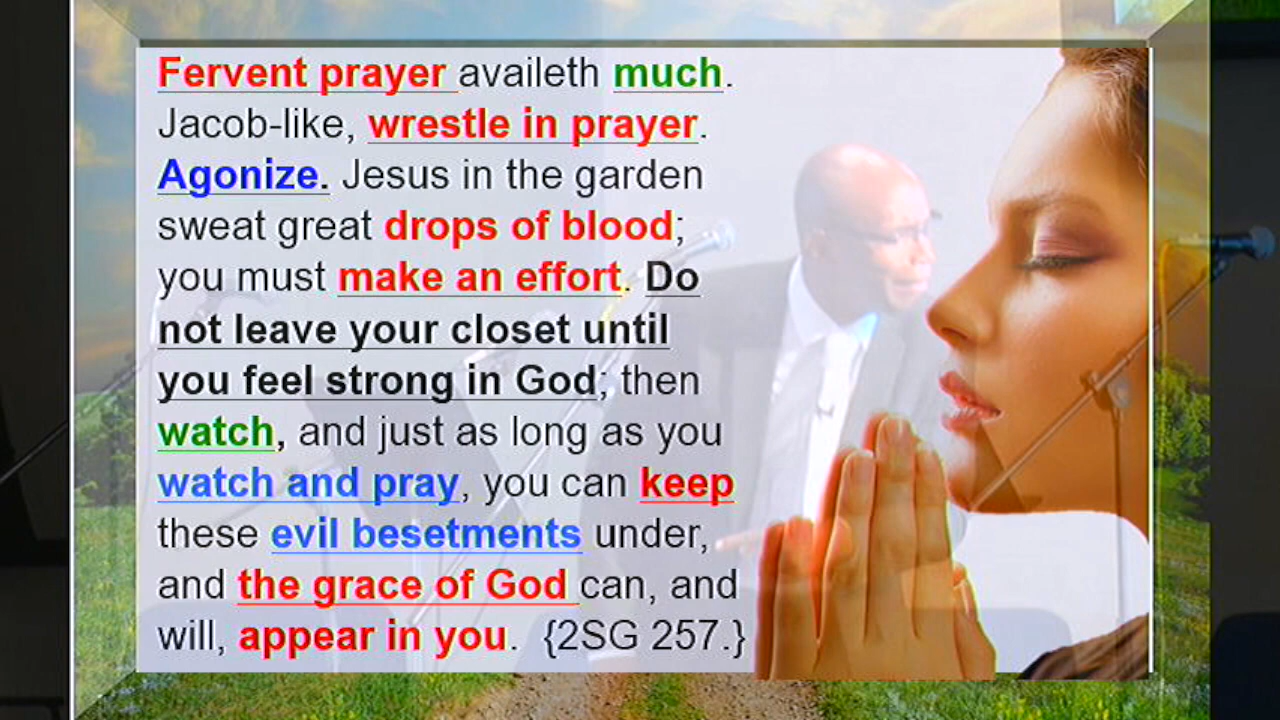 Fervent prayer availeth much.
Jacob-like, wrestle in prayer.
Agonize. Jesus in the garden
sweat great drops of blood;
you must make an effort. Do
not leave your closet until
you feel strong in God; then
watch, and just as long as you
watch and pray, you can keep
these evil besetments under,
and the grace of God can, and
will, appear in you. {2SG 257.}